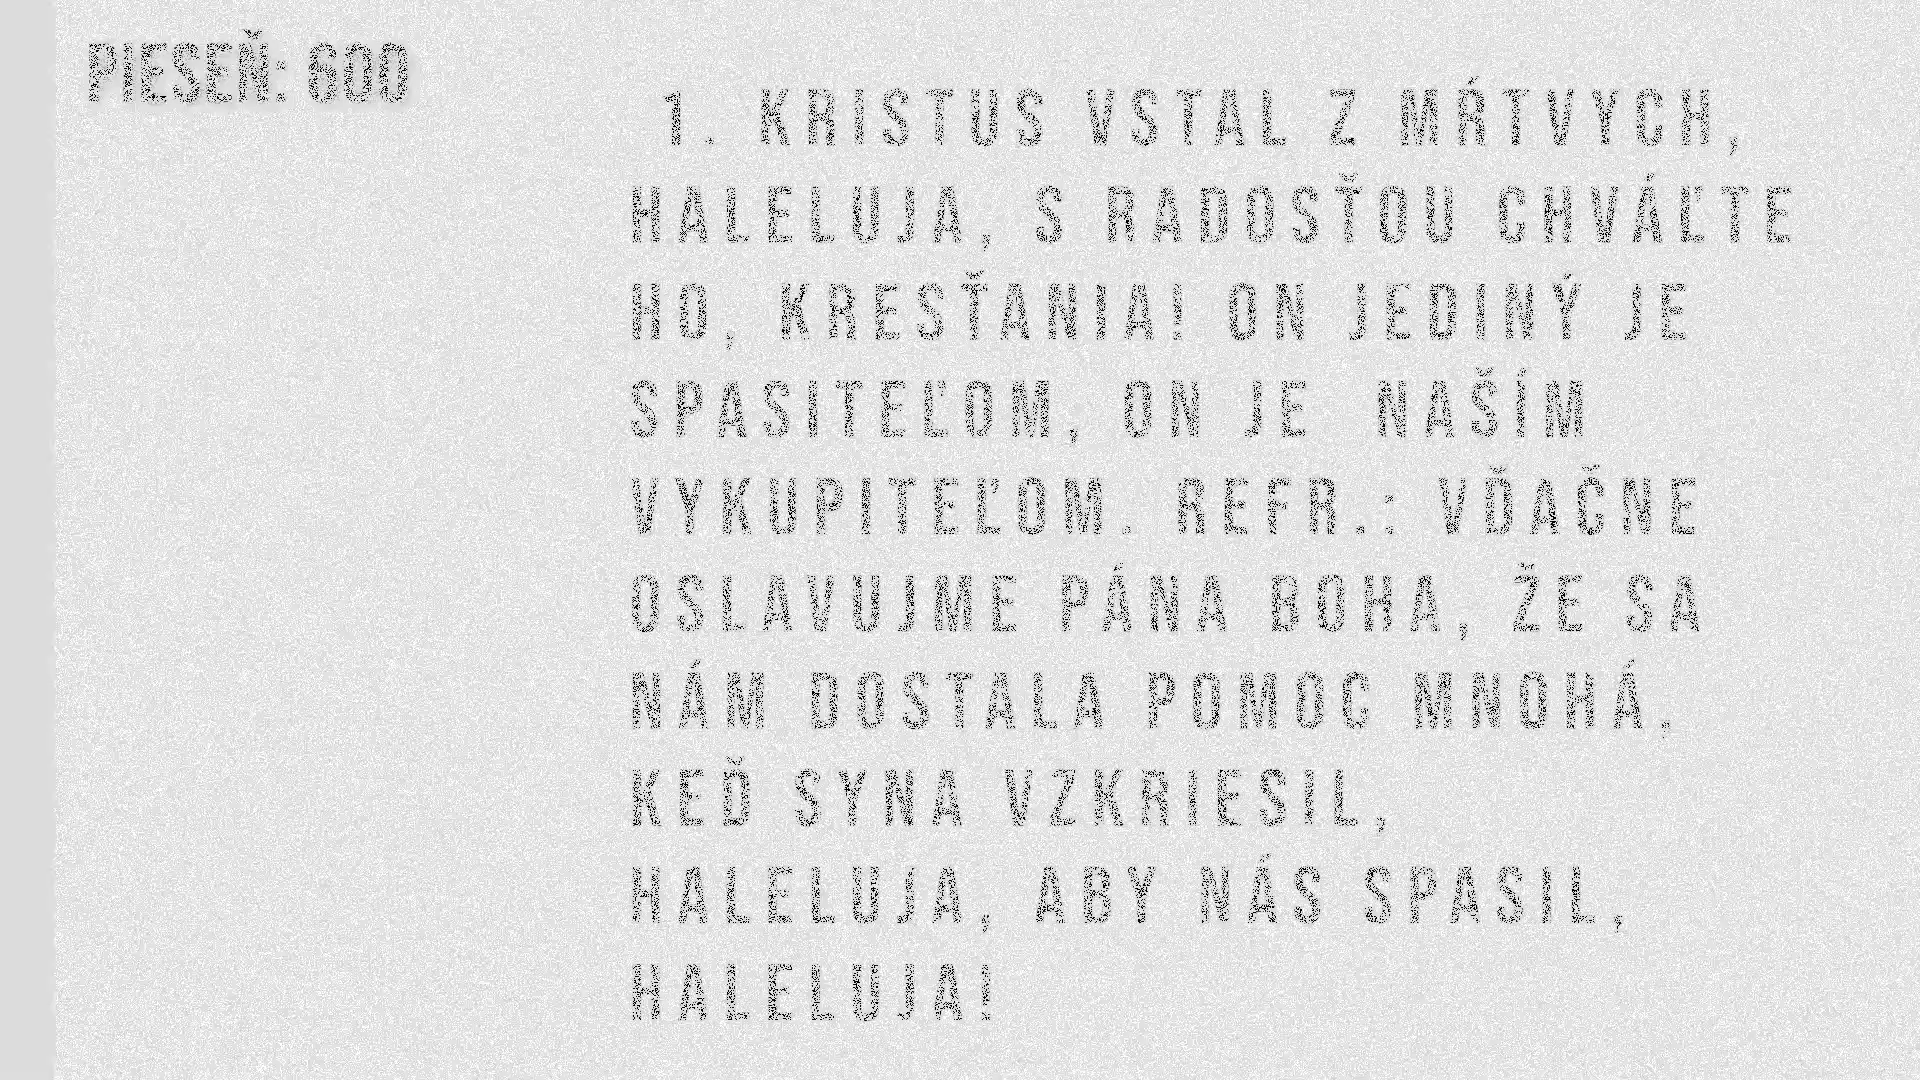 PIESEŇ: 600
1. KRISTUS VSTAL Z MŔTVYCH,
HALELUJA, S RADOSŤOU CHVÁĽTE
HO, KRESŤANIA! ON JEDINÝ JE
SPASITEĽOM, ON JE NAŠÍM
VYKUPITEĽOM. REFR.: VĎAČNE
OSLAVUJME PÁNA BOHA, ŽE SA
NÁM DOSTALA POMOC MNOHÁ,
KEĎ SYNA VZKRIESIL,
HALELUJA, ABY NÁS SPASIL,
HALELUJA!